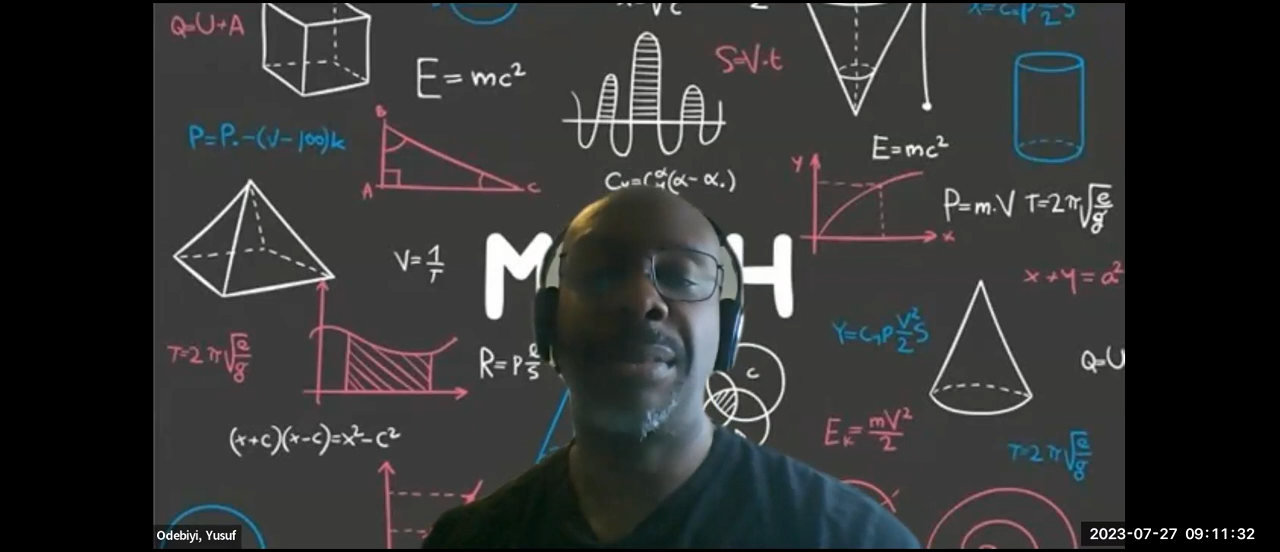 Q=U+A
E=mc²
S=V·t
P=P.-(V-100)k
B
A
C
E=mc²
Y
X
P=m.V T=2π√e/g
V=1/T
M
H
x+y=a²
T=2π√e/g
R=P e/S
C
Y=C₁P V²/2 S
Q=U
(x+c)(x-c)=x²-c²
Eₖ=mV²/2
T=2π√e/g
Odebiyi, Yusuf
2023-07-27 09:11:32